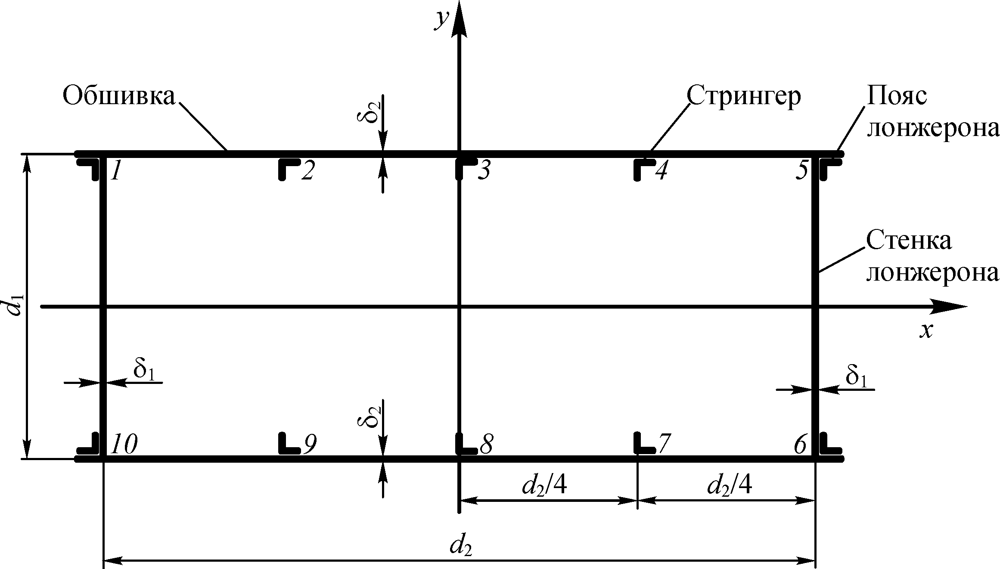 y
Обшивка
δ2
Стрингер
Пояс
лонжерона
1
2
3
4
5
Стенка
лонжерона
d1
x
δ1
δ1
δ2
10
9
8
7
6
d2/4
d2/4
d2